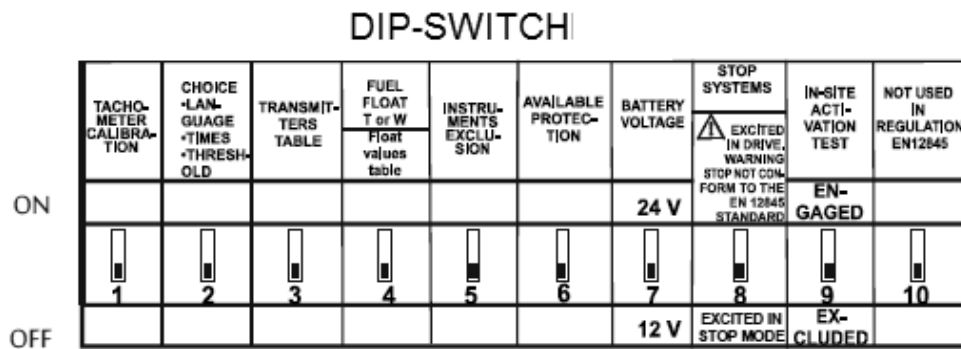 DIP-SWITCH
TACHO-
METER
CALIBRA-
TION
CHOICE
•LAN-
GUAGE
•TIMES
•THRESH-
OLD
TRANSMIT-
TERS
TABLE
FUEL
FLOAT
T or W
Float
values
table
INSTRU-
MENTS
EXCLU-
SION
AVAILABLE
PROTEC-
TION
BATTERY
VOLTAGE
STOP
SYSTEMS
EXCITED
IN DRIVE,
WARNING
STOP NOT CON-
FORM TO THE
EN 12845
STANDARD
IN-SITE
ACTI-
VATION
TEST
NOT USED
IN
REGULATION
EN12845
ON
24 V
EN-
GAGED
1 2 3 4 5 6 7 8 9 10
OFF
12 V
EXCITED IN
STOP MODE
EX-
CLUDED